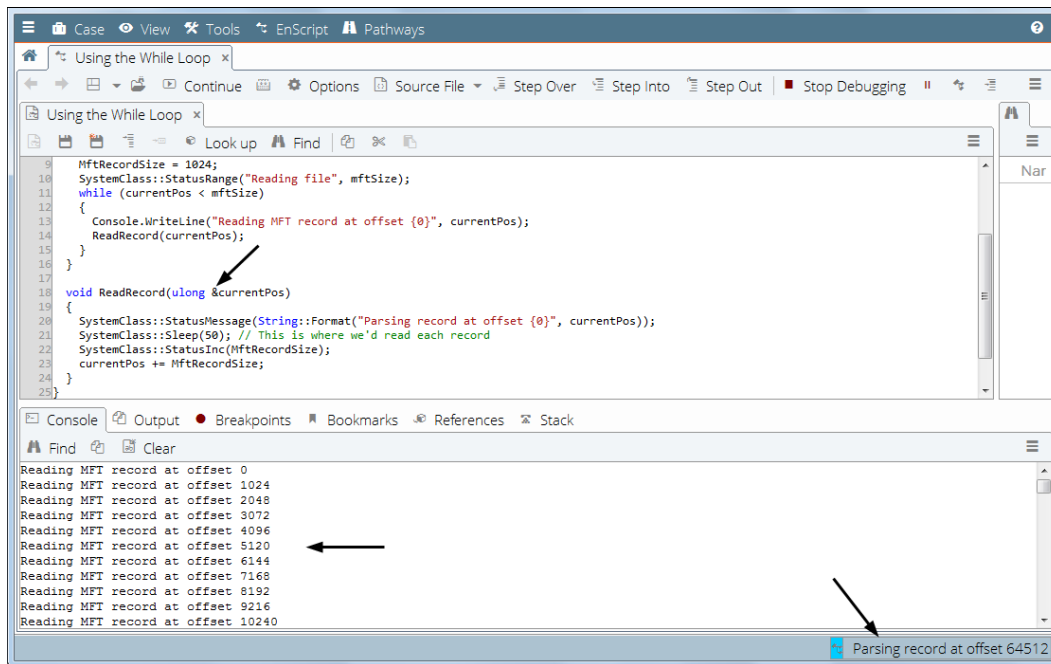 Case View Tools EnScript Pathways
Using the While Loop x
Continue Options Source File Step Over Step Into Step Out Stop Debugging
Using the While Loop x
Look up Find
Nar
9 MftRecordSize = 1024;
10 SystemClass::StatusRange("Reading file", mftSize);
11 while (currentPos < mftSize)
12 {
13 Console.WriteLine("Reading MFT record at offset {0}", currentPos);
14 ReadRecord(currentPos);
15 }
16 }
17
18 void ReadRecord(ulong &currentPos)
19 {
20 SystemClass::StatusMessage(String::Format("Parsing record at offset {0}", currentPos));
21 SystemClass::Sleep(50); // This is where we'd read each record
22 SystemClass::StatusInc(MftRecordSize);
23 currentPos += MftRecordSize;
24 }
25 }
Console Output Breakpoints Bookmarks References Stack
Find Clear
Reading MFT record at offset 0
Reading MFT record at offset 1024
Reading MFT record at offset 2048
Reading MFT record at offset 3072
Reading MFT record at offset 4096
Reading MFT record at offset 5120
Reading MFT record at offset 6144
Reading MFT record at offset 7168
Reading MFT record at offset 8192
Reading MFT record at offset 9216
Reading MFT record at offset 10240
Parsing record at offset 64512